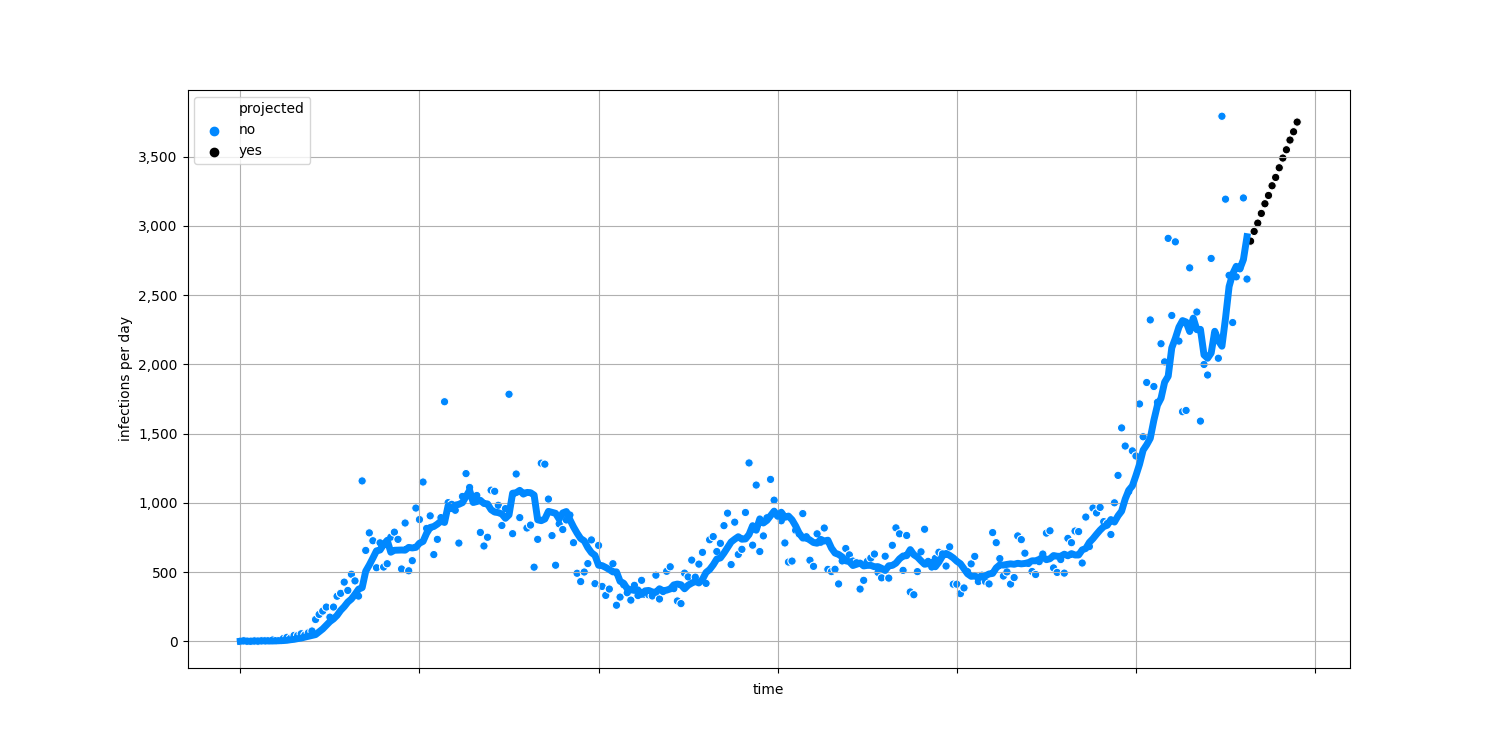 projected
no
yes
3,500
3,000
2,500
2,000
1,500
1,000
500
0
infections per day
time